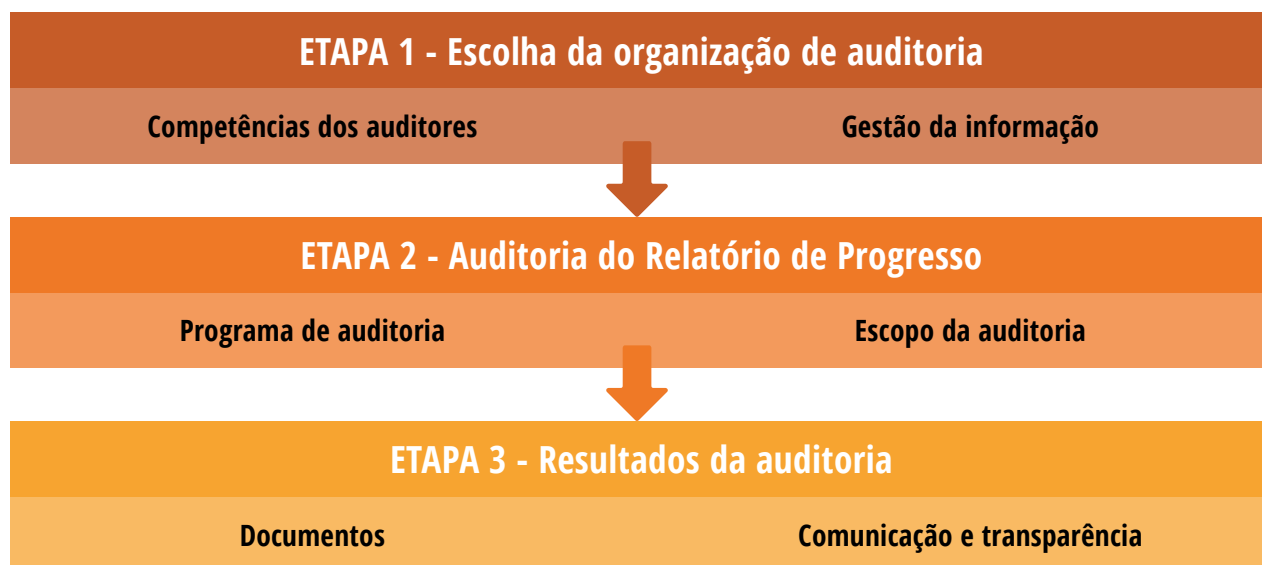 ETAPA 1 - Escolha da organização de auditoria
Competências dos auditores
Gestão da informação
ETAPA 2 - Auditoria do Relatório de Progresso
Programa de auditoria
Escopo da auditoria
ETAPA 3 - Resultados da auditoria
Documentos
Comunicação e transparência